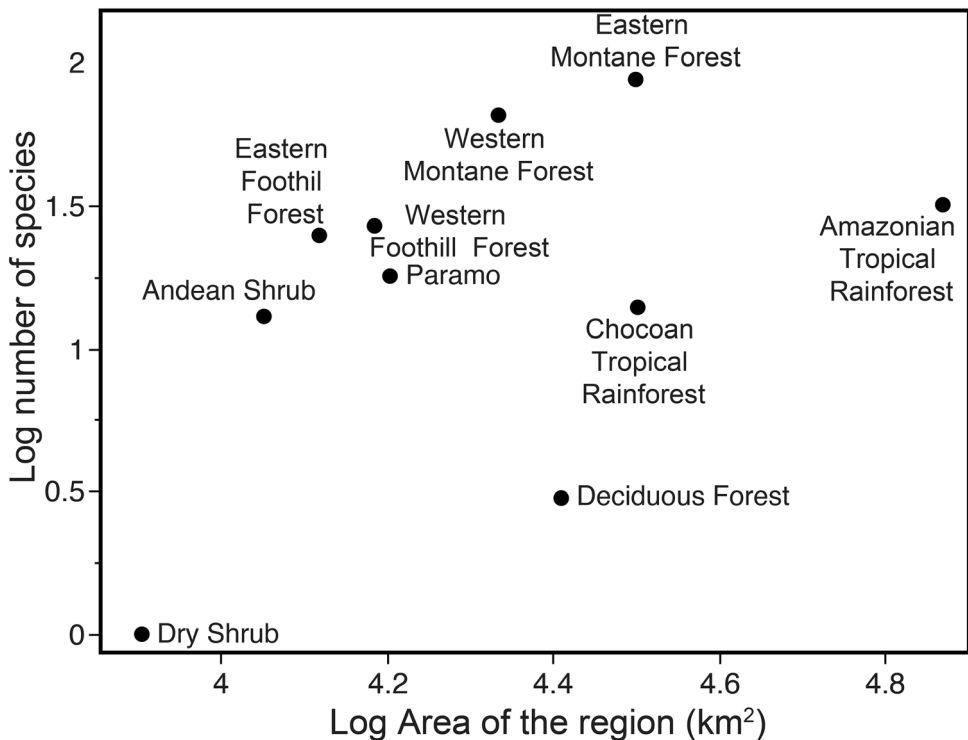 Log number of species
2
1.5
1
0.5
0
Eastern
Montane Forest
Western
Montane Forest
Eastern
Foothil
Forest
Western
Foothill Forest
Paramo
Andean Shrub
Amazonian
Tropical
Rainforest
Chocoan
Tropical
Rainforest
Deciduous Forest
Dry Shrub
4
4.2
4.4
4.6
4.8
Log Area of the region (km²)